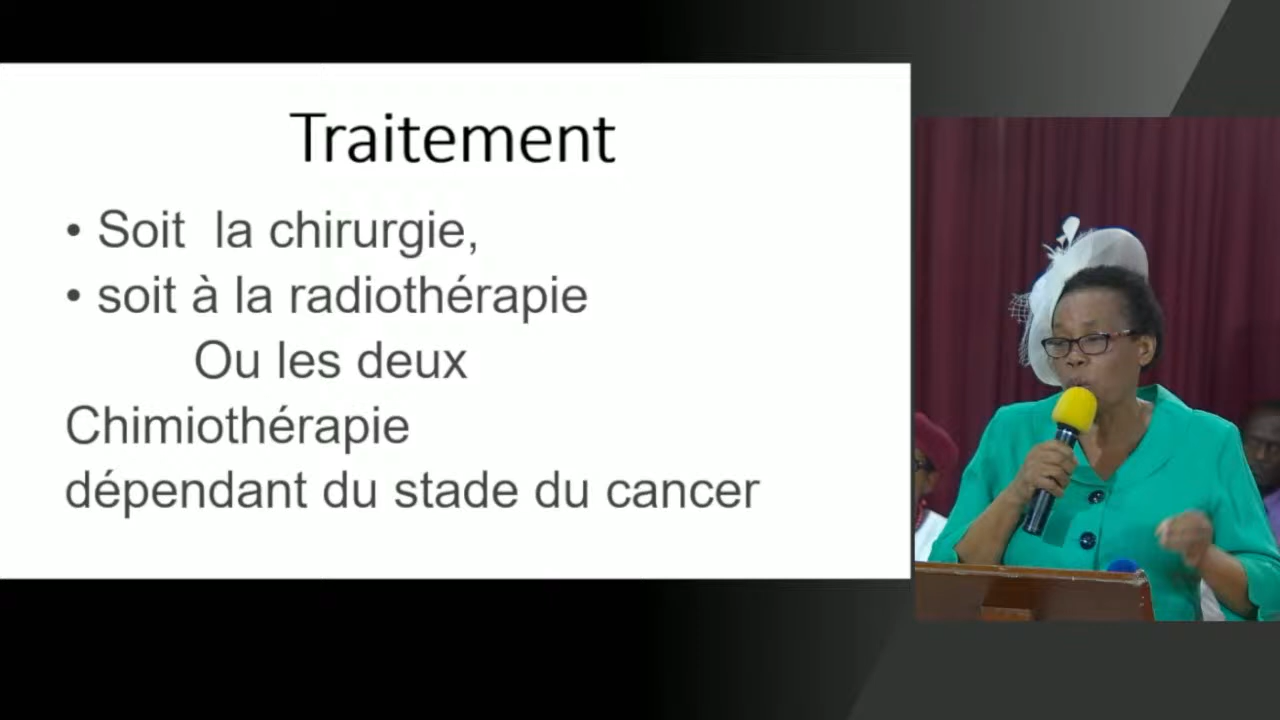 Traitement
• Soit la chirurgie,
• soit à la radiothérapie
Ou les deux
Chimiothérapie
dépendant du stade du cancer